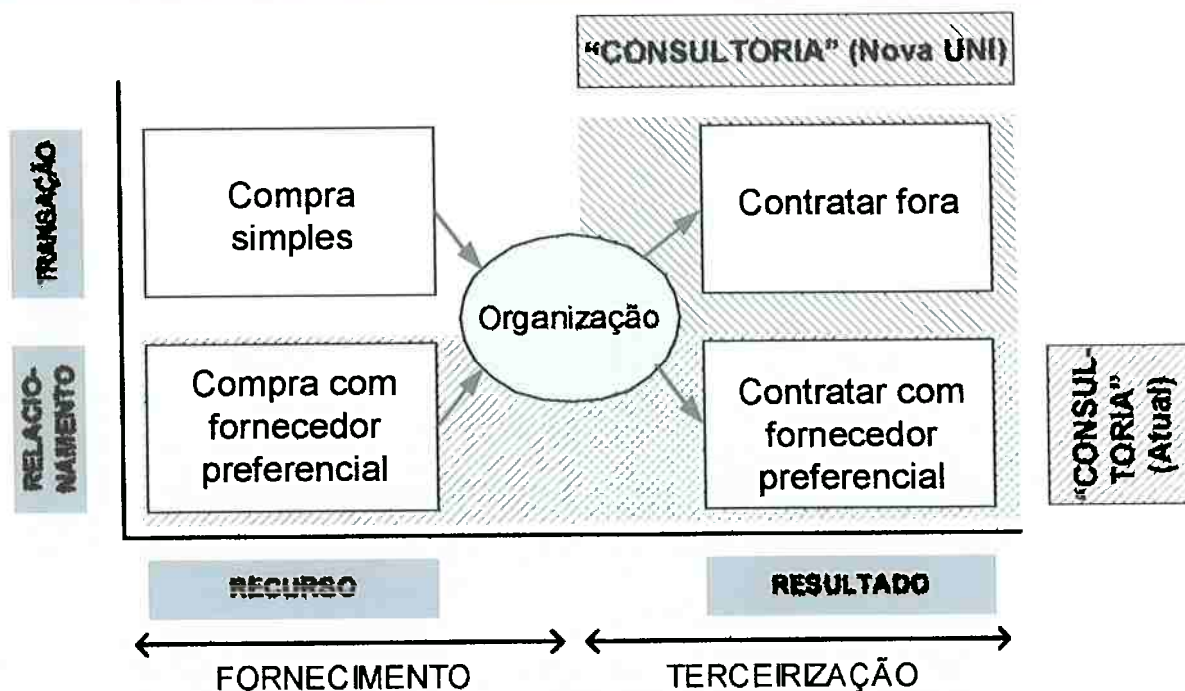 “CONSULTORIA” (Nova UNI)
TRANSAÇÃO
Compra
simples
Contratar fora
Organização
RELACIO-
NAMENTO
Compra com
fornecedor
preferencial
Contratar com
fornecedor
preferencial
“CONSUL-
TORIA”
(Atual)
RECURSO
RESULTADO
FORNECIMENTO
TERCEIRIZAÇÃO